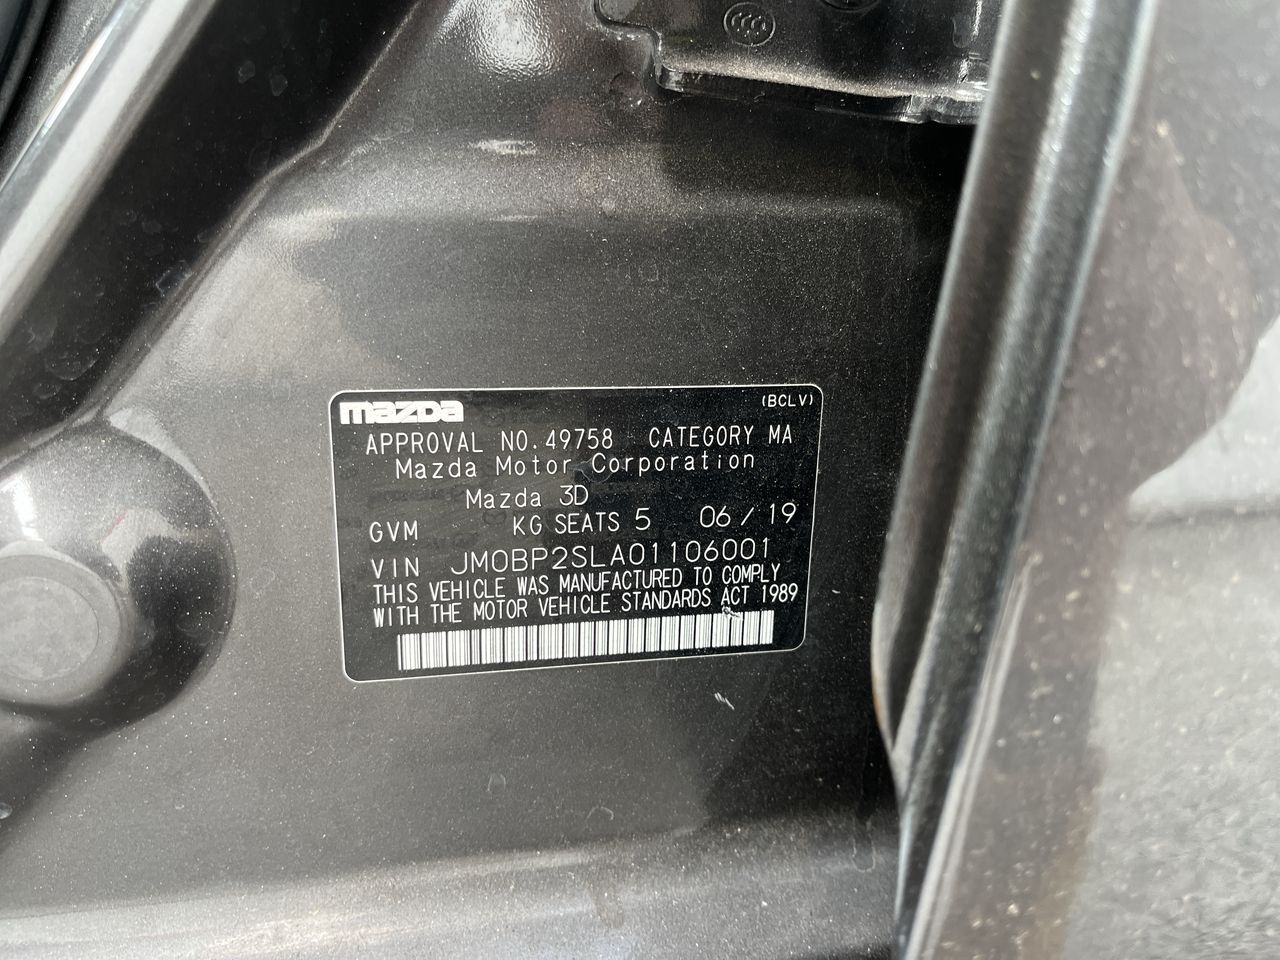 mazda (BCLV)
APPROVAL NO. 49758 CATEGORY MA
Mazda Motor Corporation
Mazda 3D
GVM KG SEATS 5 06/19
VIN JM0BP2SLA01106001
THIS VEHICLE WAS MANUFACTURED TO COMPLY
WITH THE MOTOR VEHICLE STANDARDS ACT 1989